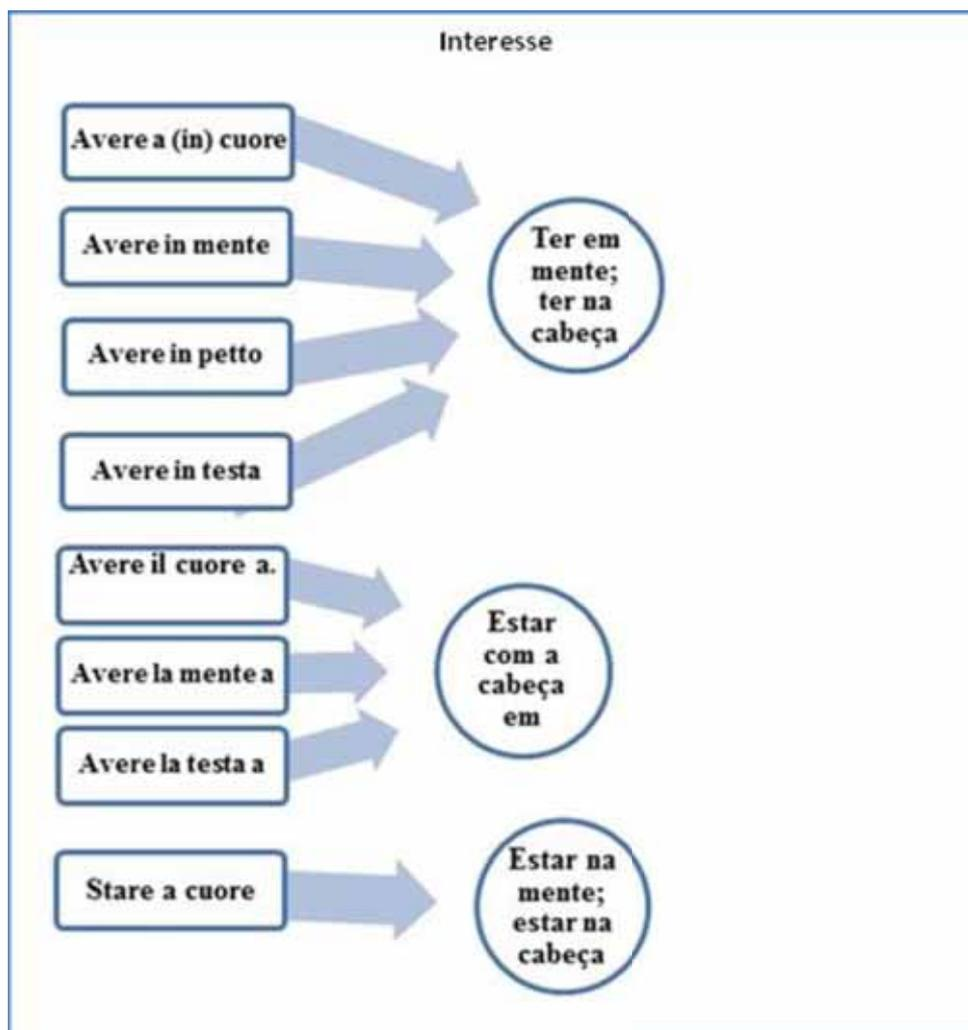 Interesse
Avere a (in) cuore
Avere in mente
Avere in petto
Avere in testa
Ter em
mente;
ter na
cabeça
Avere il cuore a.
Avere la mente a
Avere la testa a
Estar
com a
cabeça
em
Stare a cuore
Estar na
mente;
estar na
cabeça